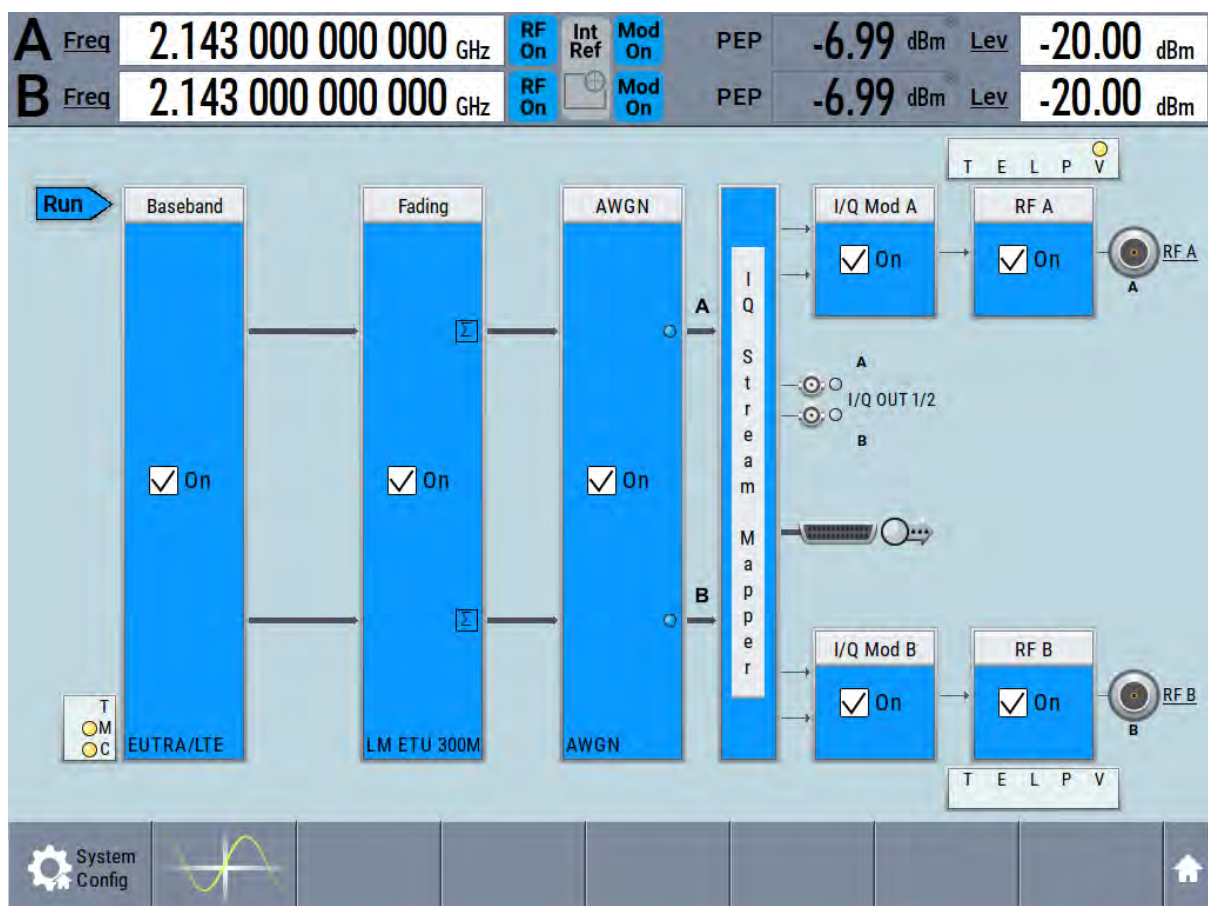 A Freq 2.143 000 000 000 GHz RF On Int Ref Mod On PEP -6.99 dBm Lev -20.00 dBm
B Freq 2.143 000 000 000 GHz RF On Mod On PEP -6.99 dBm Lev -20.00 dBm
T E L P V
Run
Baseband
Fading
AWGN
I/Q Mod A
RF A
On
On
RF A
A
Σ
A
IQ Stream Mapper
A
I/Q OUT 1/2
B
On
On
On
Σ
B
I/Q Mod B
RF B
On
On
RF B
B
T
M
C
EUTRA/LTE
LM ETU 300M
AWGN
T E L P V
System
Config